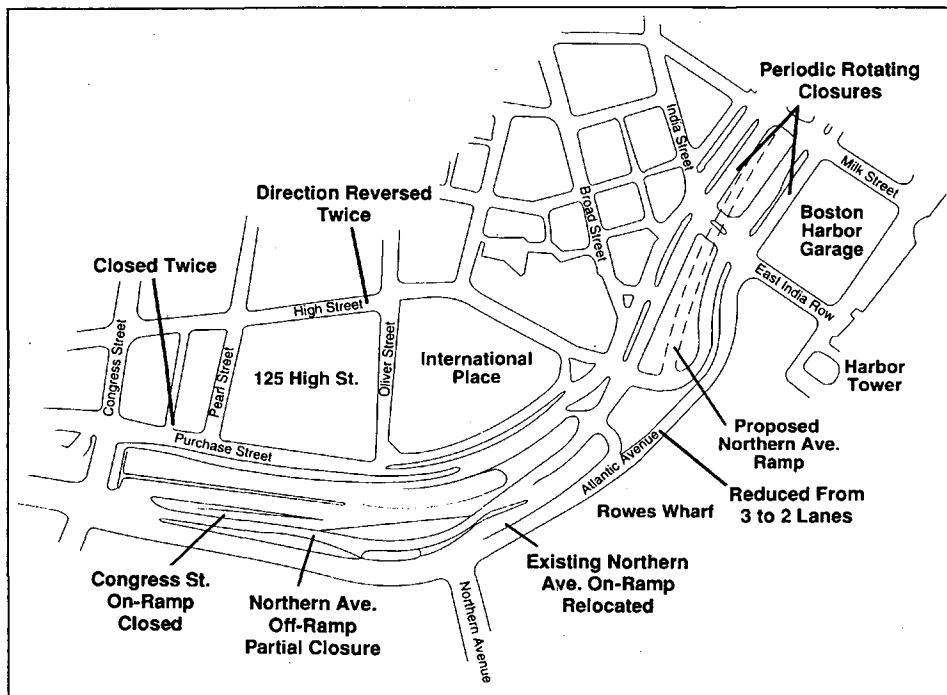 Periodic Rotating
Closures
India Street
Milk Street
Direction Reversed
Twice
Broad Street
Boston
Harbor
Garage
Closed Twice
East India Row
High Street
Congress Street
Pearl Street
125 High St.
Oliver Street
International
Place
Harbor
Tower
Purchase Street
Proposed
Northern Ave.
Ramp
Atlantic Avenue
Reduced From
3 to 2 Lanes
Rowes Wharf
Existing Northern
Ave. On-Ramp
Relocated
Congress St.
On-Ramp
Closed
Northern Ave.
Off-Ramp
Partial Closure
Northern Avenue